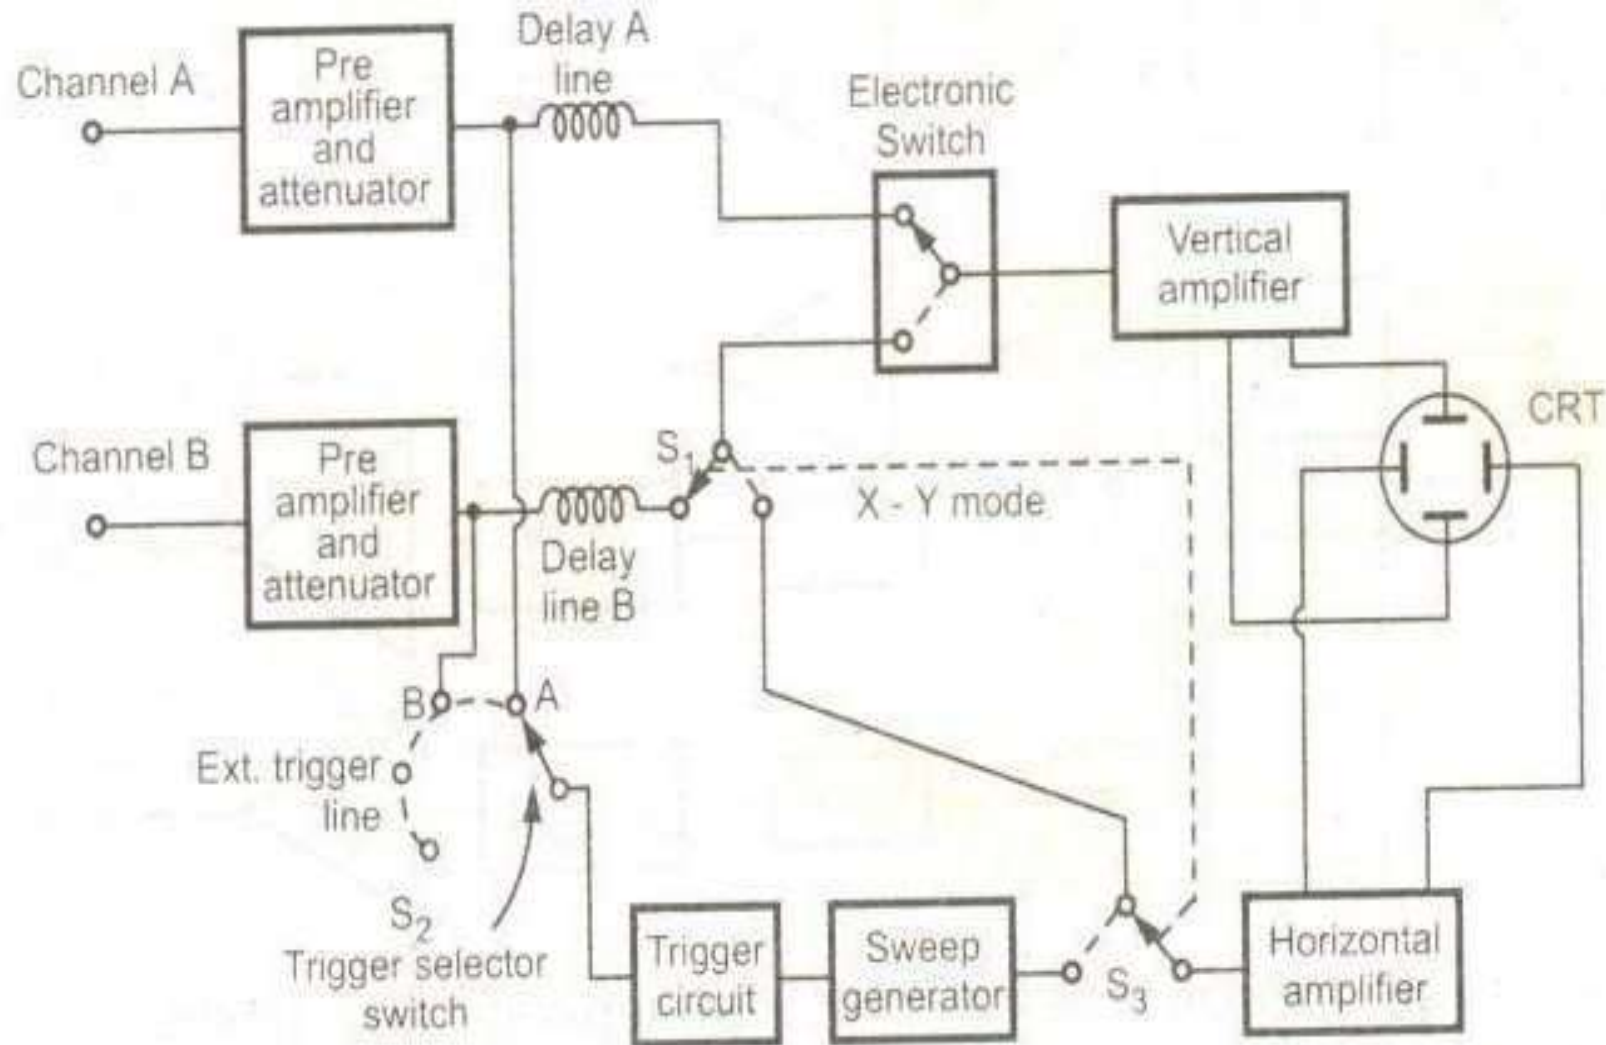 Channel A
Pre
amplifier
and
attenuator
Delay A
line
Electronic
Switch
Vertical
amplifier
CRT
Channel B
Pre
amplifier
and
attenuator
Delay
line B
S1
X - Y mode
B
A
Ext. trigger
line
S2
Trigger selector
switch
Trigger
circuit
Sweep
generator
S3
Horizontal
amplifier